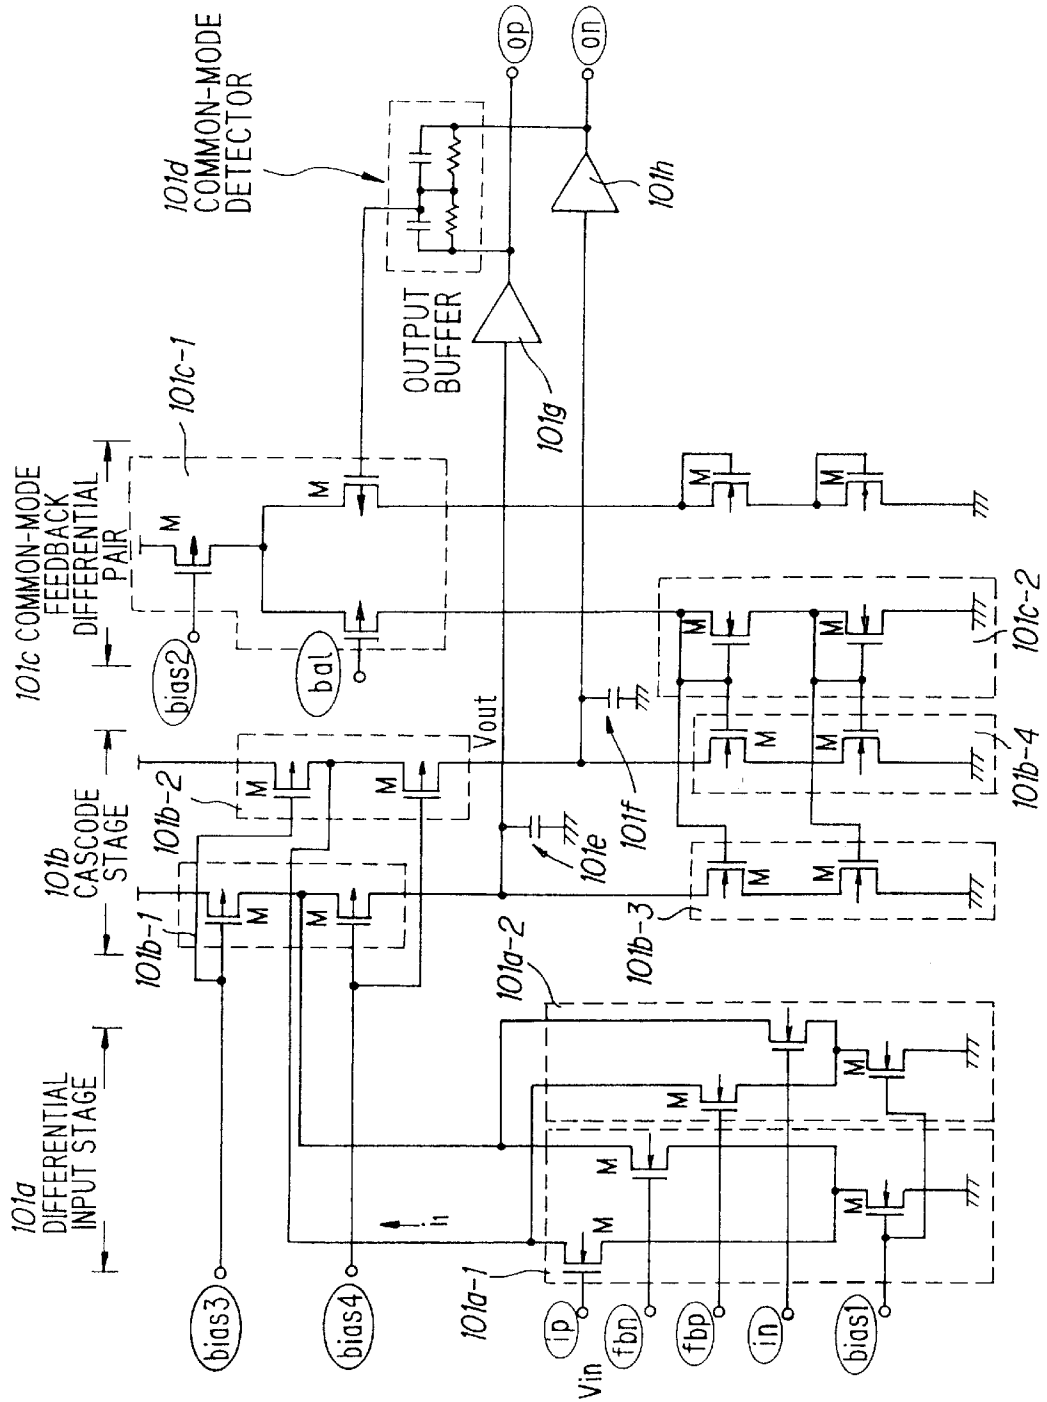 101a
DIFFERENTIAL
INPUT STAGE
101b
CASCODE
STAGE
101c COMMON-MODE
FEEDBACK
DIFFERENTIAL
PAIR
101c-1
101d
COMMON-MODE
DETECTOR
bias2
bal
bias3
bias4
101b-1
101b-2
M
M
M
M
M
M
M
OUTPUT
BUFFER
101g
101h
op
on
Vout
101e
101f
i1
101a-1
101a-2
ip
Vin
fbn
fbp
in
bias1
M
M
M
M
M
101b-3
M
M
101b-4
M
M
101c-2
M
M
M
M